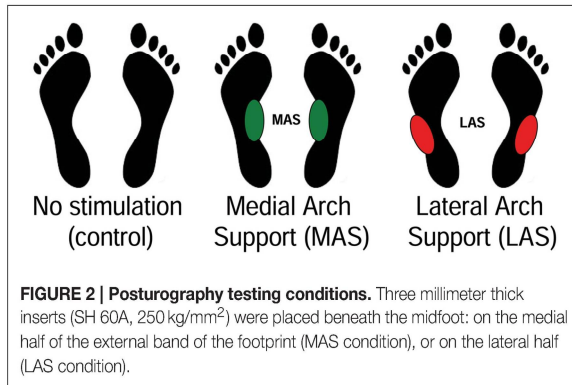 MAS
LAS
No stimulation
(control)
Medial Arch
Support (MAS)
Lateral Arch
Support (LAS)
FIGURE 2 | Posturography testing conditions. Three millimeter thick
inserts (SH 60A, 250 kg/mm²) were placed beneath the midfoot: on the medial
half of the external band of the footprint (MAS condition), or on the lateral half
(LAS condition).